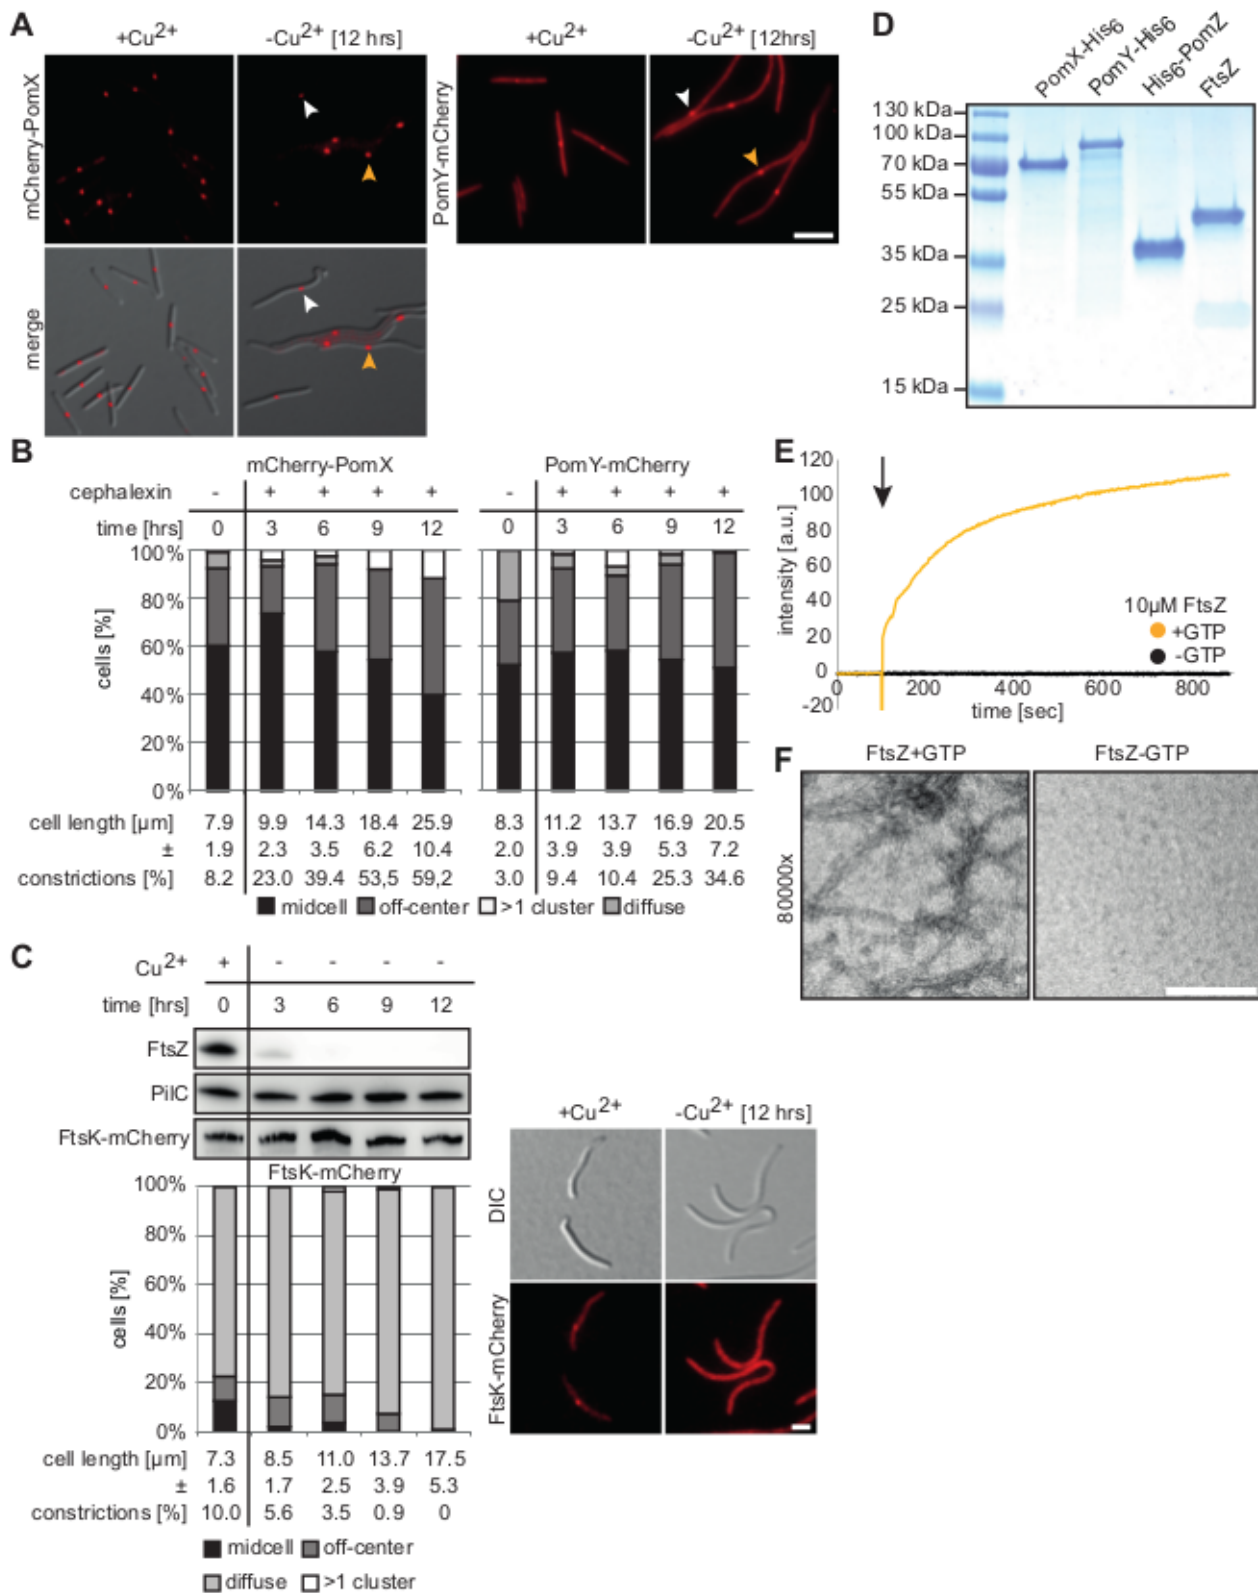 A
+Cu2+ -Cu2+ [12 hrs]
mCherry-PomX
merge
+Cu2+ -Cu2+ [12hrs]
PomY-mCherry
B
mCherry-PomX PomY-mCherry
cephalexin - + + + + - + + + +
time [hrs] 0 3 6 9 12 0 3 6 9 12
100%
80%
60%
40%
20%
0%
cells [%]
cell length [µm] 7.9 9.9 14.3 18.4 25.9 8.3 11.2 13.7 16.9 20.5
± 1.9 2.3 3.5 6.2 10.4 2.0 3.9 3.9 5.3 7.2
constrictions [%] 8.2 23.0 39.4 53,5 59,2 3.0 9.4 10.4 25.3 34.6
midcell off-center >1 cluster diffuse
C
Cu2+ + - - - -
time [hrs] 0 3 6 9 12
FtsZ
PilC
FtsK-mCherry
FtsK-mCherry
100%
80%
60%
40%
20%
0%
cells [%]
cell length [µm] 7.3 8.5 11.0 13.7 17.5
± 1.6 1.7 2.5 3.9 5.3
constrictions [%] 10.0 5.6 3.5 0.9 0
midcell off-center
diffuse >1 cluster
+Cu2+ -Cu2+ [12 hrs]
DIC
FtsK-mCherry
D
PomX-His6
PomY-His6
His6-PomZ
FtsZ
130 kDa
100 kDa
70 kDa
55 kDa
35 kDa
25 kDa
15 kDa
E
120
100
80
60
40
20
0
-20
intensity [a.u.]
10µM FtsZ
+GTP
-GTP
0 200 400 600 800
time [sec]
F
FtsZ+GTP FtsZ-GTP
80000x